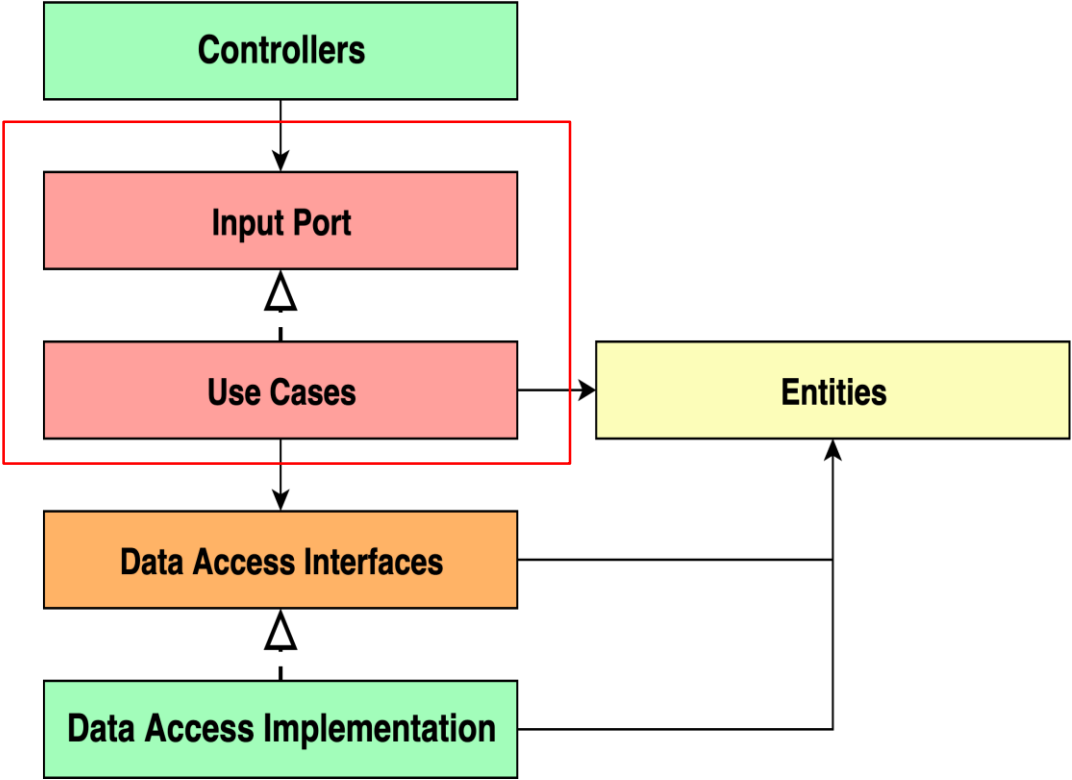 Controllers
Input Port
Use Cases
Entities
Data Access Interfaces
Data Access Implementation